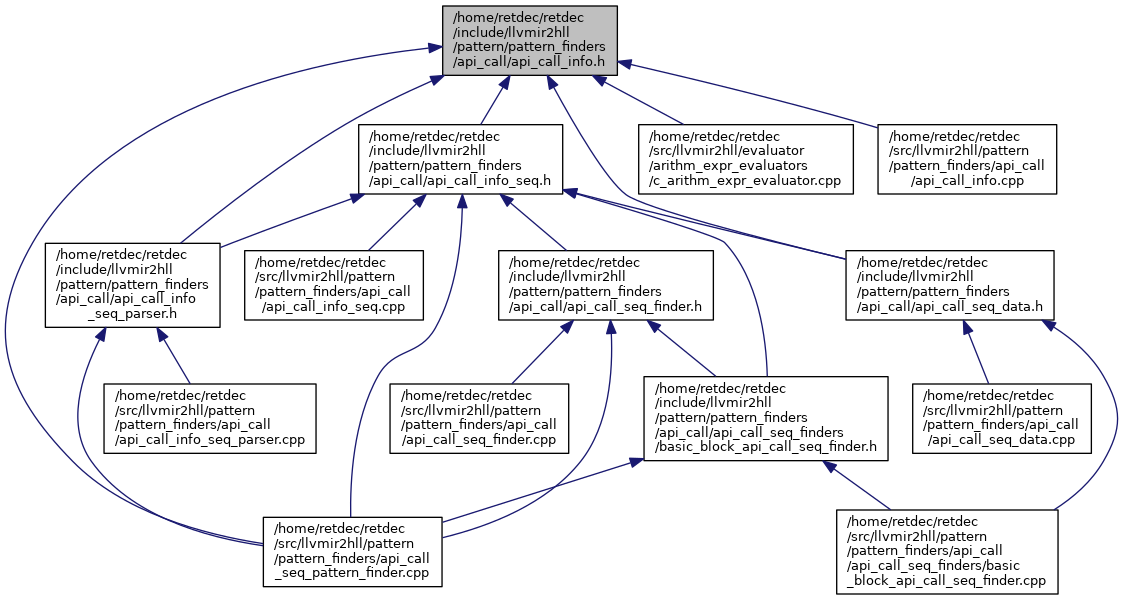 /home/retdec/retdec
/include/llvmir2hll
/pattern/pattern_finders
/api_call/api_call_info.h
/home/retdec/retdec
/include/llvmir2hll
/pattern/pattern_finders
/api_call/api_call_info_seq.h
/home/retdec/retdec
/src/llvmir2hll/evaluator
/arithm_expr_evaluators
/c_arithm_expr_evaluator.cpp
/home/retdec/retdec
/src/llvmir2hll/pattern
/pattern_finders/api_call
/api_call_info.cpp
/home/retdec/retdec
/include/llvmir2hll
/pattern/pattern_finders
/api_call/api_call_info
_seq_parser.h
/home/retdec/retdec
/src/llvmir2hll/pattern
/pattern_finders/api_call
/api_call_info_seq.cpp
/home/retdec/retdec
/include/llvmir2hll
/pattern/pattern_finders
/api_call/api_call_seq_finder.h
/home/retdec/retdec
/include/llvmir2hll
/pattern/pattern_finders
/api_call/api_call_seq_data.h
/home/retdec/retdec
/src/llvmir2hll/pattern
/pattern_finders/api_call
/api_call_info_seq_parser.cpp
/home/retdec/retdec
/src/llvmir2hll/pattern
/pattern_finders/api_call
/api_call_seq_finder.cpp
/home/retdec/retdec
/include/llvmir2hll
/pattern/pattern_finders
/api_call/api_call_seq_finders
/basic_block_api_call_seq_finder.h
/home/retdec/retdec
/src/llvmir2hll/pattern
/pattern_finders/api_call
/api_call_seq_data.cpp
/home/retdec/retdec
/src/llvmir2hll/pattern
/pattern_finders/api_call
_seq_pattern_finder.cpp
/home/retdec/retdec
/src/llvmir2hll/pattern
/pattern_finders/api_call
/api_call_seq_finders/basic
_block_api_call_seq_finder.cpp